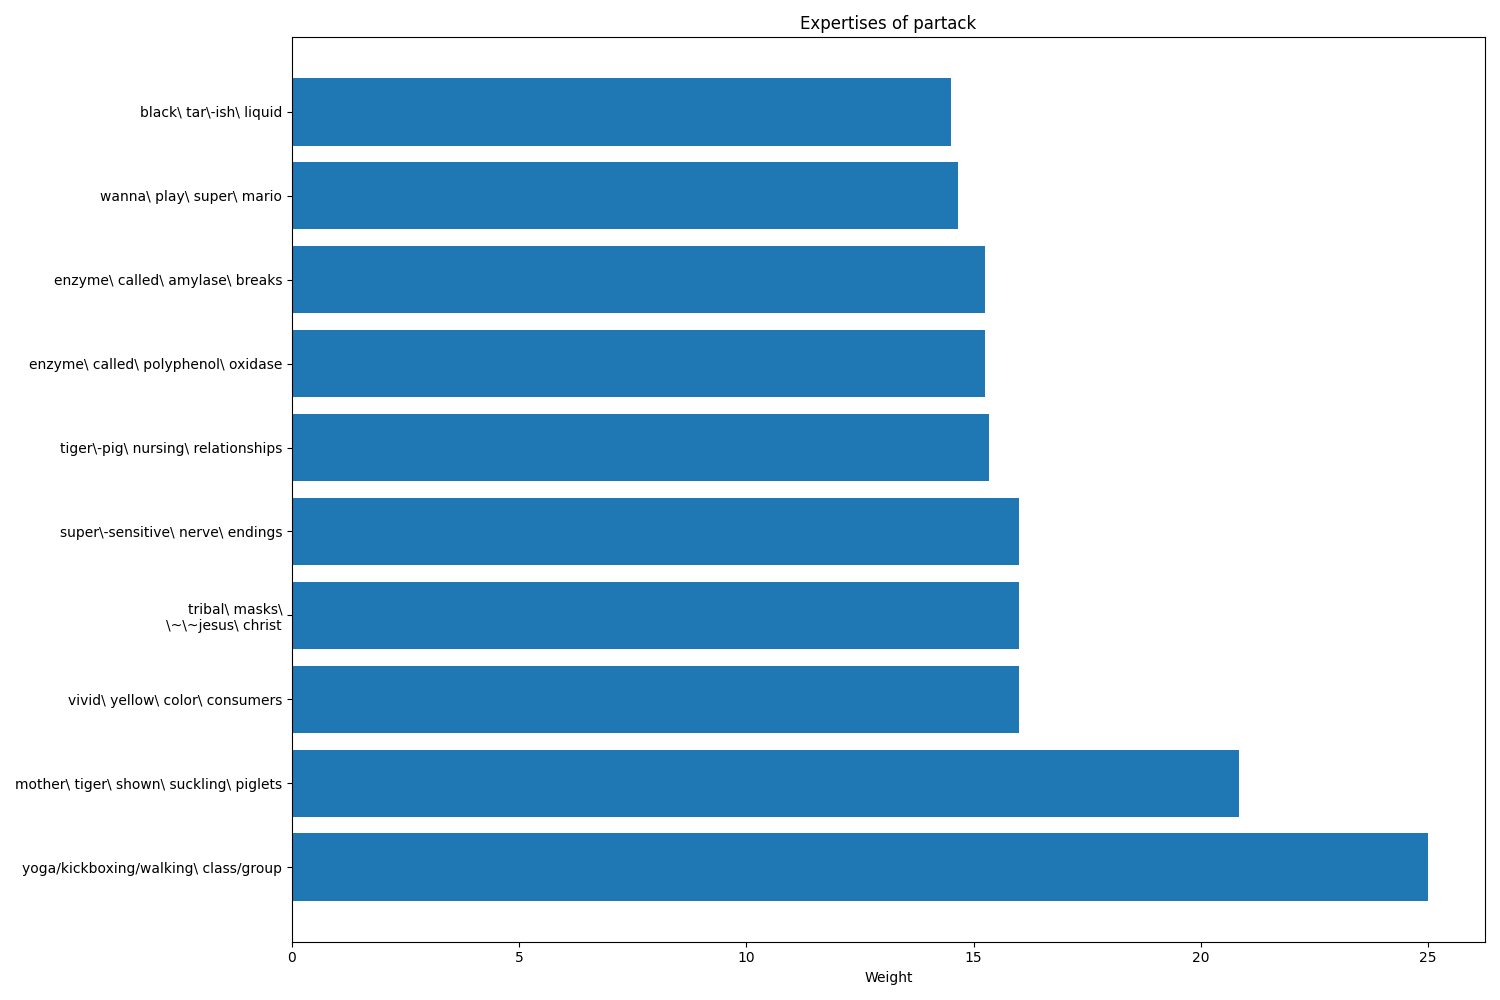 Expertises of partack
black\ tar\-ish\ liquid
wanna\ play\ super\ mario
enzyme\ called\ amylase\ breaks
enzyme\ called\ polyphenol\ oxidase
tiger\-pig\ nursing\ relationships
super\-sensitive\ nerve\ endings
tribal\ masks\
\~\~jesus\ christ
vivid\ yellow\ color\ consumers
mother\ tiger\ shown\ suckling\ piglets
yoga/kickboxing/walking\ class/group
0 5 10 15 20 25
Weight